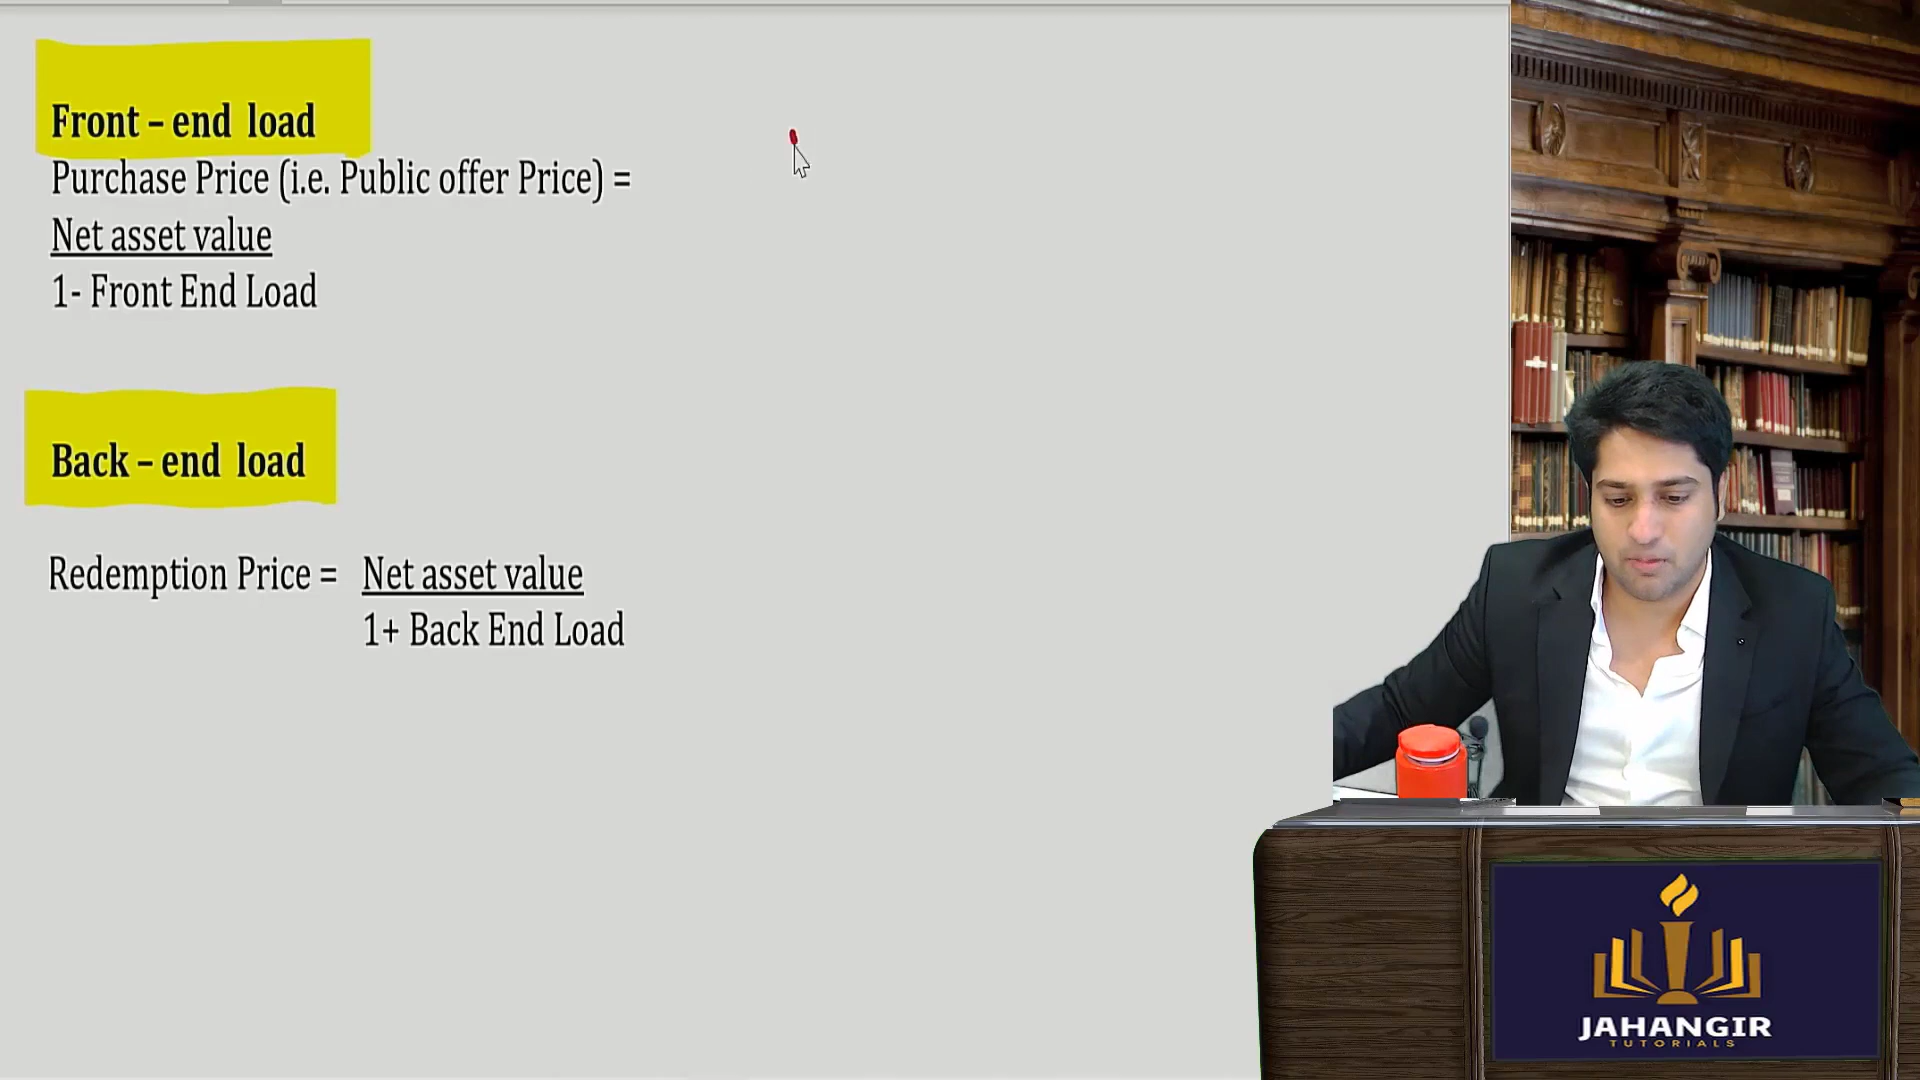 Front – end load
Purchase Price (i.e. Public offer Price) =
Net asset value
1- Front End Load
Back – end load
Redemption Price = Net asset value
1+ Back End Load
JAHANGIR
TUTORIALS